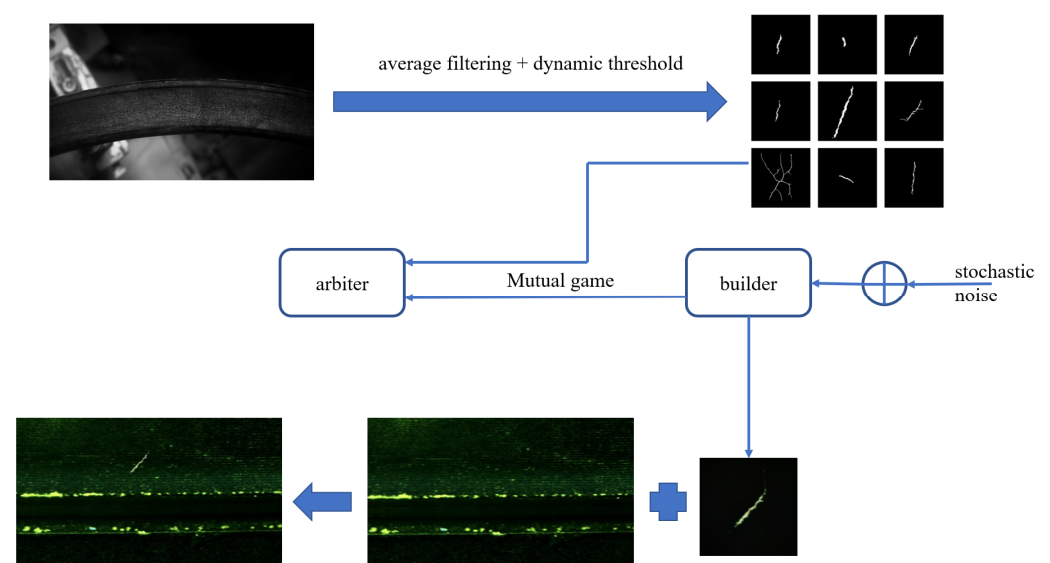 average filtering + dynamic threshold
arbiter
Mutual game
builder
stochastic
noise